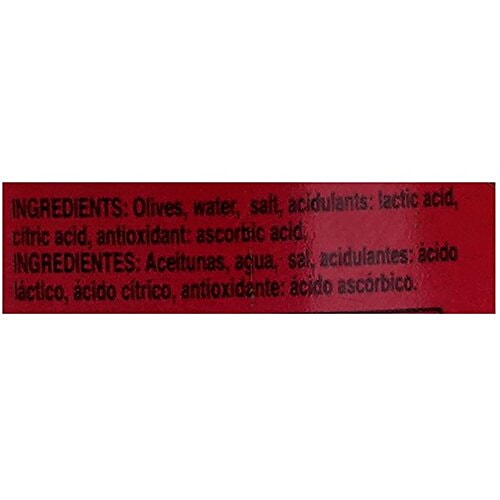 INGREDIENTS: Olives, water, salt, acidulants: lactic acid,
citric acid, antioxidant: ascorbic acid.
INGREDIENTES: Aceitunas, agua, sal, acidulantes: ácido
láctico, ácido cítrico, antioxidante: ácido ascórbico.